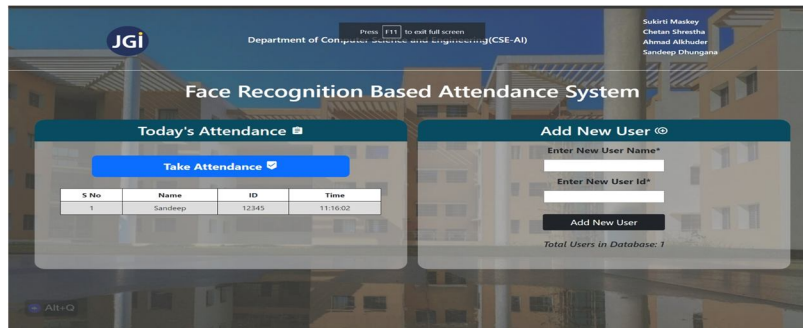 JGi
Press F11 to exit full screen
Department of Computer Science and Engineering(CSE-AI)
Sukirti Maskey
Chetan Shrestha
Ahmad Alkhuder
Sandeep Dhungana
Face Recognition Based Attendance System
Today's Attendance
Take Attendance
S No Name ID Time
1 Sandeep 12345 11:16:02
Add New User
Enter New User Name*
Enter New User Id*
Add New User
Total Users in Database: 1
Alt+Q